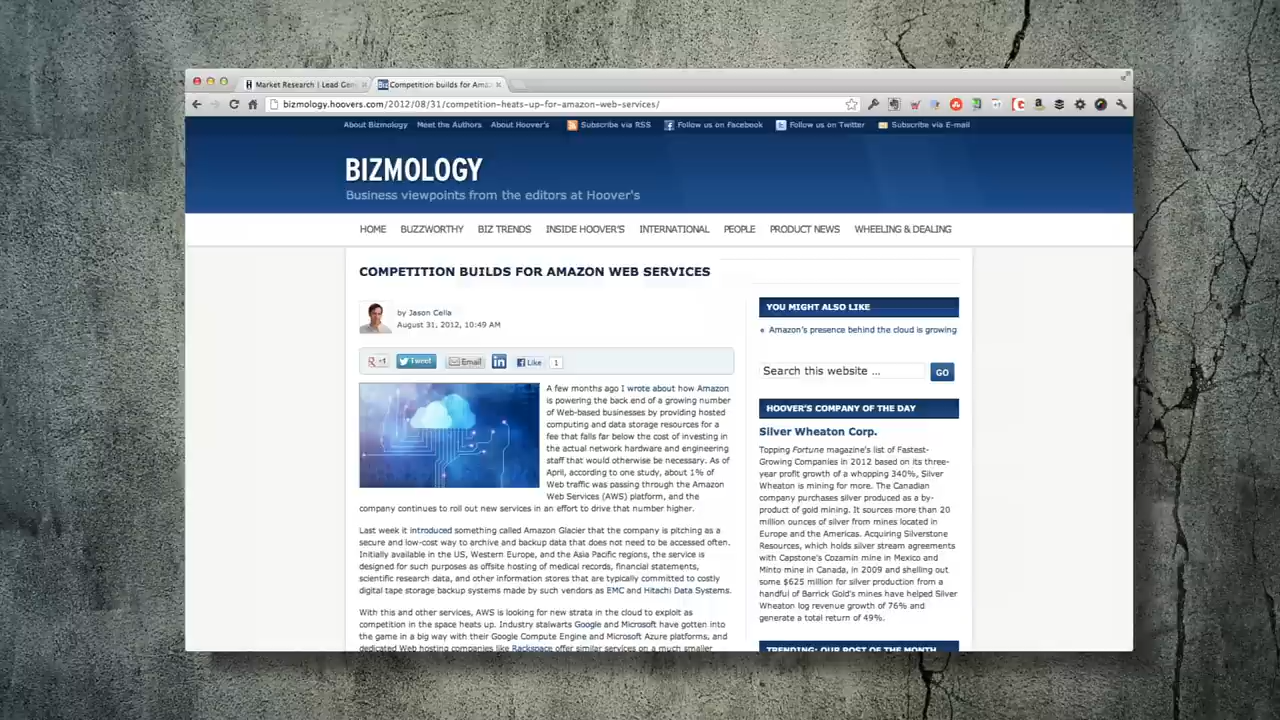 Market Research | Lead Gen
Competition builds for Amaz
bizmology.hoovers.com/2012/08/31/competition-heats-up-for-amazon-web-services/
About Bizmology Meet the Authors About Hoover's Subscribe via RSS Follow us on Facebook Follow us on Twitter Subscribe via E-mail
BIZMOLOGY
Business viewpoints from the editors at Hoover's
HOME BUZZWORTHY BIZ TRENDS INSIDE HOOVER'S INTERNATIONAL PEOPLE PRODUCT NEWS WHEELING & DEALING
COMPETITION BUILDS FOR AMAZON WEB SERVICES
by Jason Cella
August 31, 2012, 10:49 AM
+1 Tweet Email in Like 1
A few months ago I wrote about how Amazon
is powering the back end of a growing number
of Web-based businesses by providing hosted
computing and data storage resources for a
fee that falls far below the cost of investing in
the actual network hardware and engineering
staff that would otherwise be necessary. As of
April, according to one study, about 1% of
Web traffic was passing through the Amazon
Web Services (AWS) platform, and the
company continues to roll out new services in an effort to drive that number higher.
Last week it introduced something called Amazon Glacier that the company is pitching as a
secure and low-cost way to archive and backup data that does not need to be accessed often.
Initially available in the US, Western Europe, and the Asia Pacific regions, the service is
designed for such purposes as offsite hosting of medical records, financial statements,
scientific research data, and other information stores that are typically committed to costly
digital tape storage backup systems made by such vendors as EMC and Hitachi Data Systems.
With this and other services, AWS is looking for new strata in the cloud to exploit as
competition in the space heats up. Industry stalwarts Google and Microsoft have gotten into
the game in a big way with their Google Compute Engine and Microsoft Azure platforms, and
dedicated Web hosting companies like Rackspace offer similar services on a much smaller
YOU MIGHT ALSO LIKE
Amazon's presence behind the cloud is growing
Search this website ... GO
HOOVER'S COMPANY OF THE DAY
Silver Wheaton Corp.
Topping Fortune magazine's list of Fastest-
Growing Companies in 2012 based on its three-
year profit growth of a whopping 340%, Silver
Wheaton is mining for more. The Canadian
company purchases silver produced as a by-
product of gold mining. It sources more than 20
million ounces of silver from mines located in
Europe and the Americas. Acquiring Silverstone
Resources, which holds silver stream agreements
with Capstone's Cozamin mine in Mexico and
Minto mine in Canada, in 2009 and shelling out
some $625 million for silver production from a
handful of Barrick Gold's mines have helped Silver
Wheaton log revenue growth of 76% and
generate a total return of 49%.
TRENDING: OUR POST OF THE MONTH